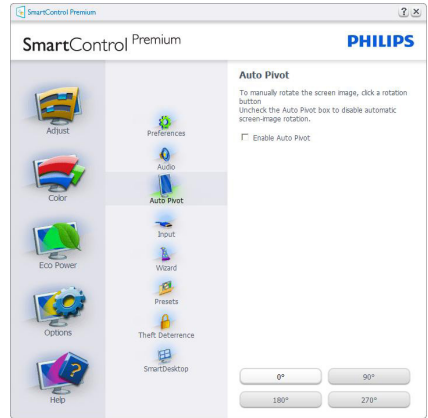 SmartControl Premium
SmartControl Premium
PHILIPS
Adjust
Color
Eco Power
Options
Help
Preferences
Audio
Auto Pivot
Input
Wizard
Presets
Theft Deterrence
SmartDesktop
Auto Pivot
To manually rotate the screen image, click a rotation
button
Uncheck the Auto Pivot box to disable automatic
screen-image rotation.
Enable Auto Pivot
0°
90°
180°
270°